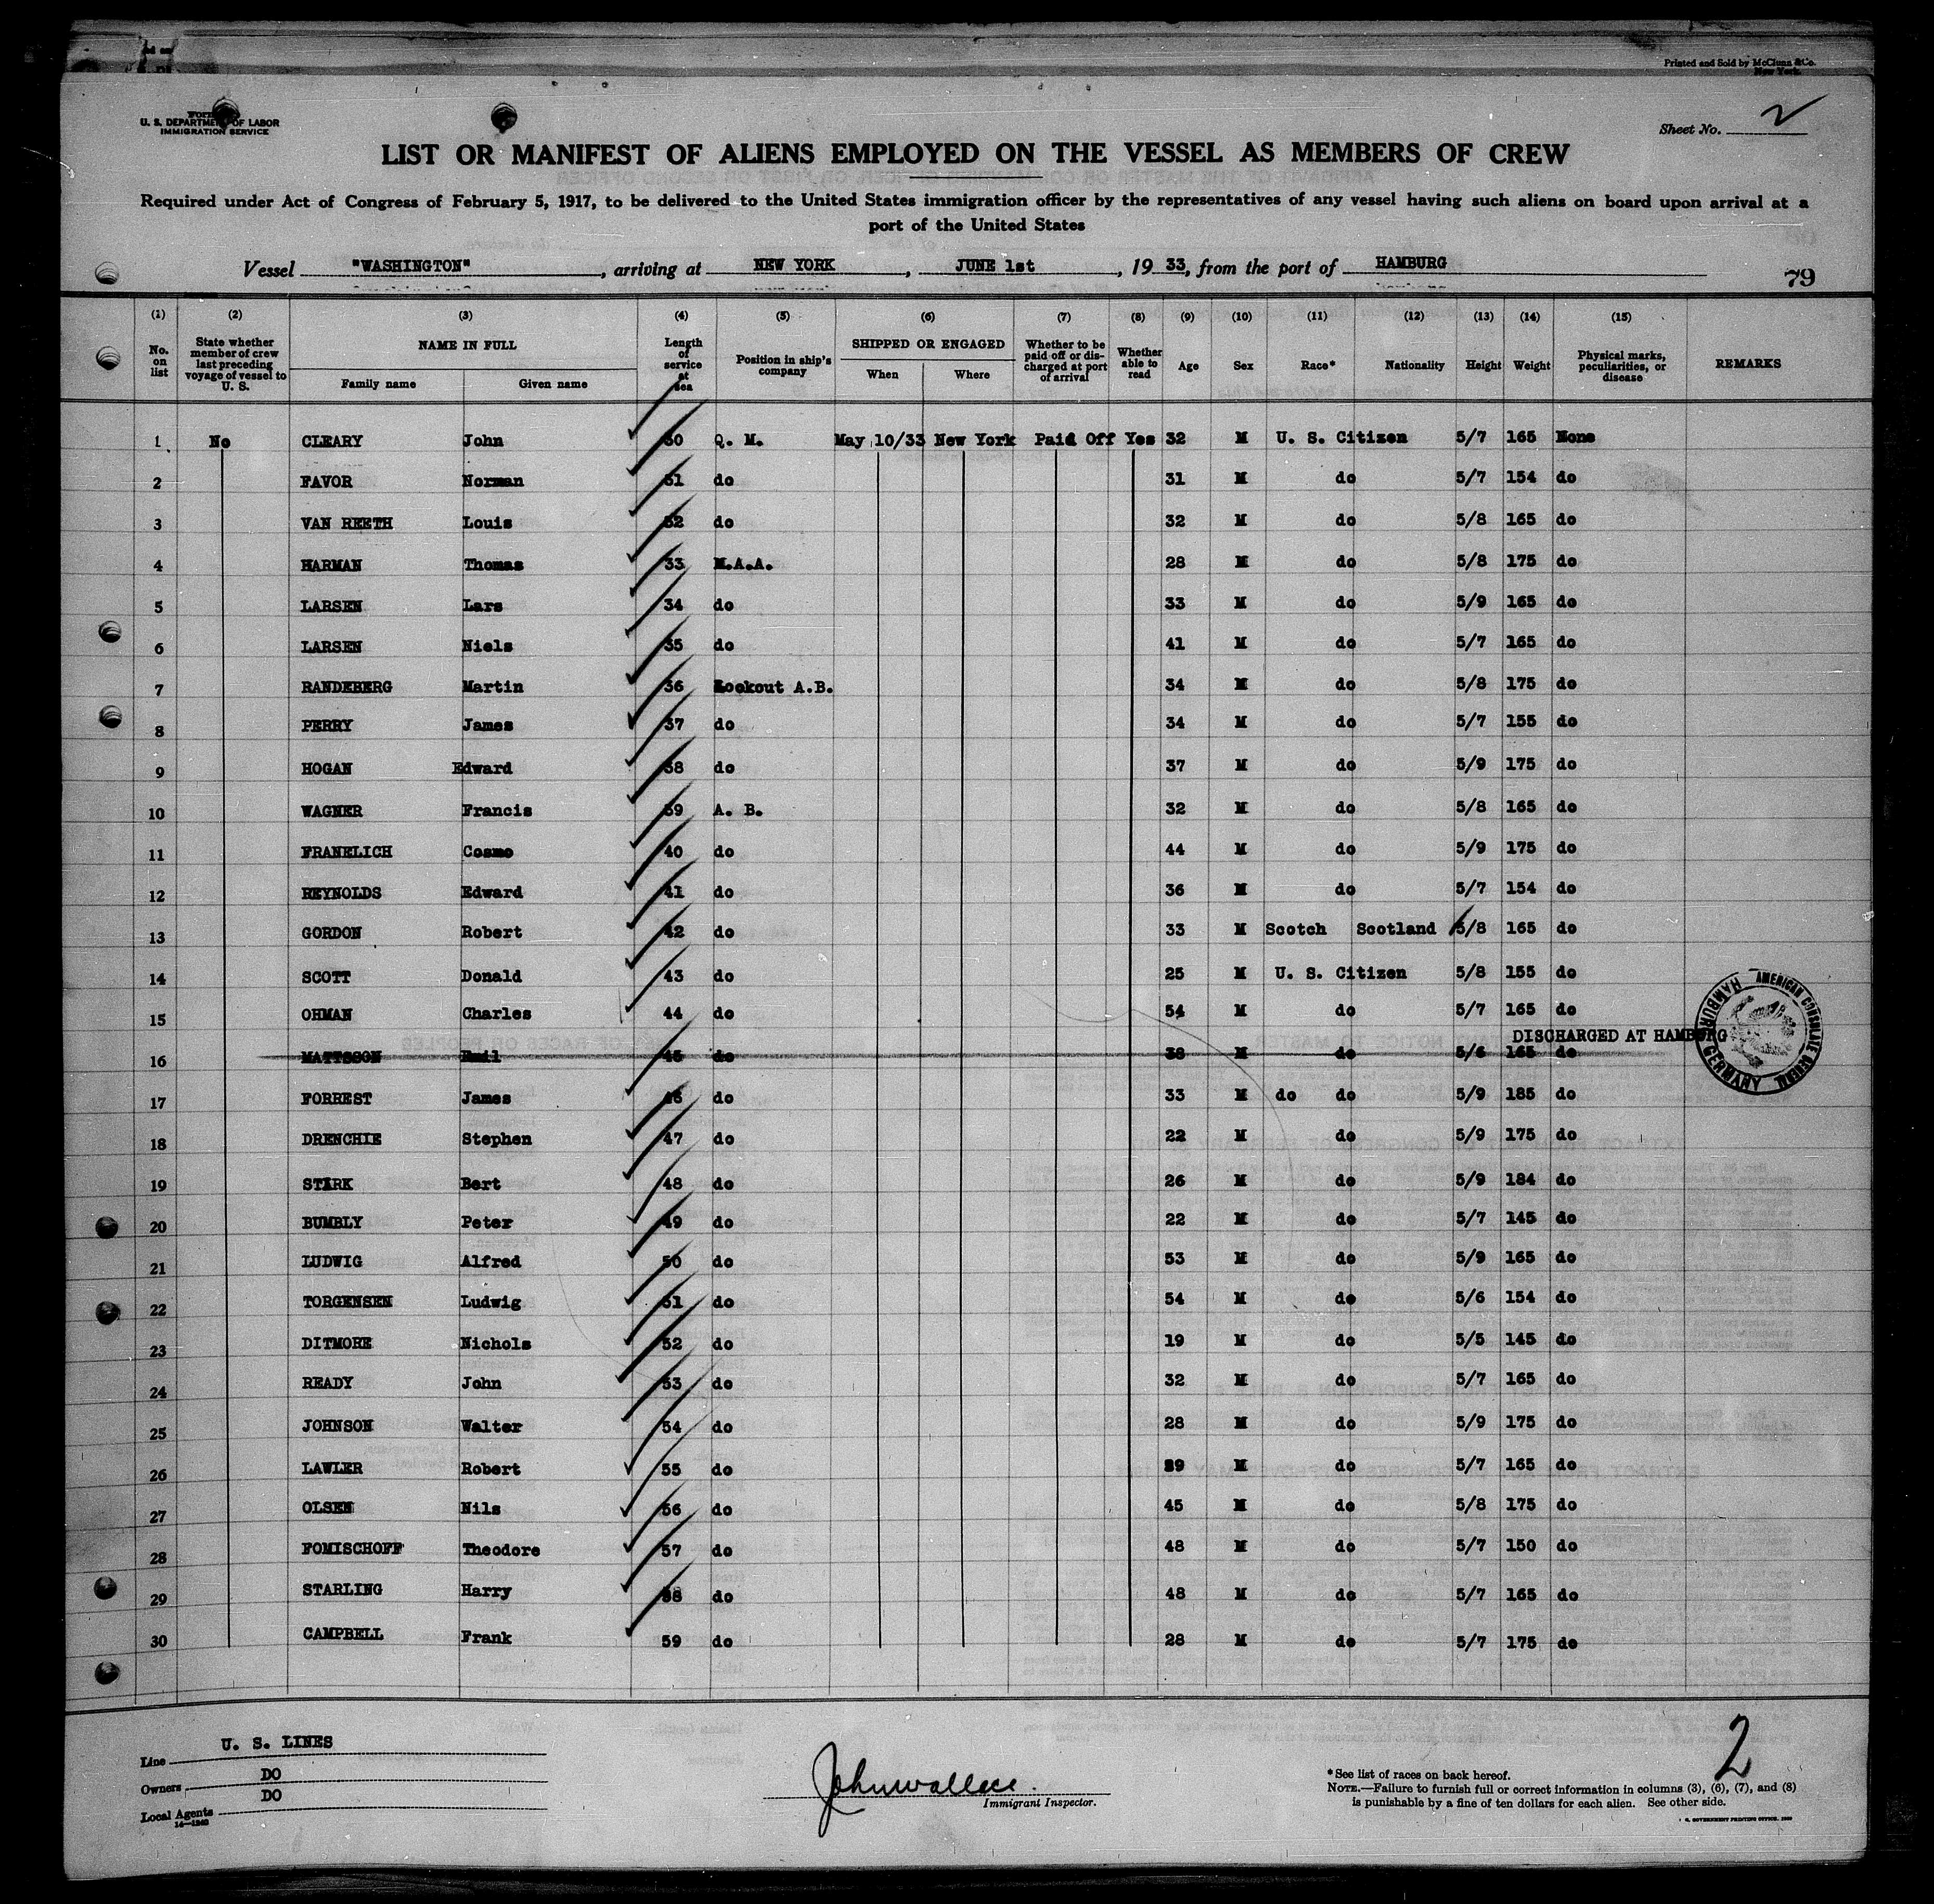 Printed and Sold by McClunn & Co.
New York.
U. S. DEPARTMENT OF LABOR
IMMIGRATION SERVICE
Sheet No. 2
LIST OR MANIFEST OF ALIENS EMPLOYED ON THE VESSEL AS MEMBERS OF CREW
Required under Act of Congress of February 5, 1917, to be delivered to the United States immigration officer by the representatives of any vessel having such aliens on board upon arrival at a
port of the United States
Vessel "WASHINGTON", arriving at NEW YORK, JUNE 1st, 1933, from the port of HAMBURG
79
(1) (2) (3) (4) (5) (6) (7) (8) (9) (10) (11) (12) (13) (14) (15)
No. on list State whether member of crew last preceding voyage of vessel to U. S. NAME IN FULL Family name Given name Length of service at sea Position in ship's company SHIPPED OR ENGAGED When Where Whether to be paid off or discharged at port of arrival Whether able to read Age Sex Race* Nationality Height Weight Physical marks, peculiarities, or disease REMARKS
1 No CLEARY John 30 Q. M. May 10/33 New York Paid Off Yes 32 M U. S. Citizen 5/7 165 None
2 FAVOR Norman 31 do 31 M do 5/7 154 do
3 VAN REETH Louis 32 do 32 M do 5/8 165 do
4 HARMAN Thomas 33 M.A.A. 28 M do 5/8 175 do
5 LARSEN Lars 34 do 33 M do 5/9 165 do
6 LARSEN Niels 35 do 41 M do 5/7 165 do
7 RANDEBERG Martin 36 Lookout A.B. 34 M do 5/8 175 do
8 PERRY James 37 do 34 M do 5/7 155 do
9 HOGAN Edward 38 do 37 M do 5/9 175 do
10 WAGNER Francis 39 A. B. 32 M do 5/8 165 do
11 FRANELICH Cosmo 40 do 44 M do 5/9 175 do
12 REYNOLDS Edward 41 do 36 M do 5/7 154 do
13 GORDON Robert 42 do 33 M Scotch Scotland 5/8 165 do
14 SCOTT Donald 43 do 25 M U. S. Citizen 5/8 155 do
15 OHMAN Charles 44 do 54 M do 5/7 165 do
DISCHARGED AT HAMBURG
AMERICAN CONSULATE GENERAL HAMBURG GERMANY
16 MATTSSON Emil 45 do 38 M do 5/6 165 do
17 FORREST James 46 do 33 M do do 5/9 185 do
18 DRENCHIE Stephen 47 do 22 M do 5/9 175 do
19 STARK Bert 48 do 26 M do 5/9 184 do
20 BUMBLY Peter 49 do 22 M do 5/7 145 do
21 LUDWIG Alfred 50 do 53 M do 5/9 165 do
22 TORGENSEN Ludwig 51 do 54 M do 5/6 154 do
23 DITMORE Nichols 52 do 19 M do 5/5 145 do
24 READY John 53 do 32 M do 5/7 165 do
25 JOHNSON Walter 54 do 28 M do 5/9 175 do
26 LAWLER Robert 55 do 39 M do 5/7 165 do
27 OLSEN Nils 56 do 45 M do 5/8 175 do
28 FOMISCHOFF Theodore 57 do 48 M do 5/7 150 do
29 STARLING Harry 58 do 48 M do 5/7 165 do
30 CAMPBELL Frank 59 do 28 M do 5/7 175 do
Line U. S. LINES
Owners DO
Local Agents DO
14—1240
John Wallace
Immigrant Inspector.
2
*See list of races on back hereof.
NOTE.—Failure to furnish full or correct information in columns (3), (6), (7), and (8)
is punishable by a fine of ten dollars for each alien. See other side.